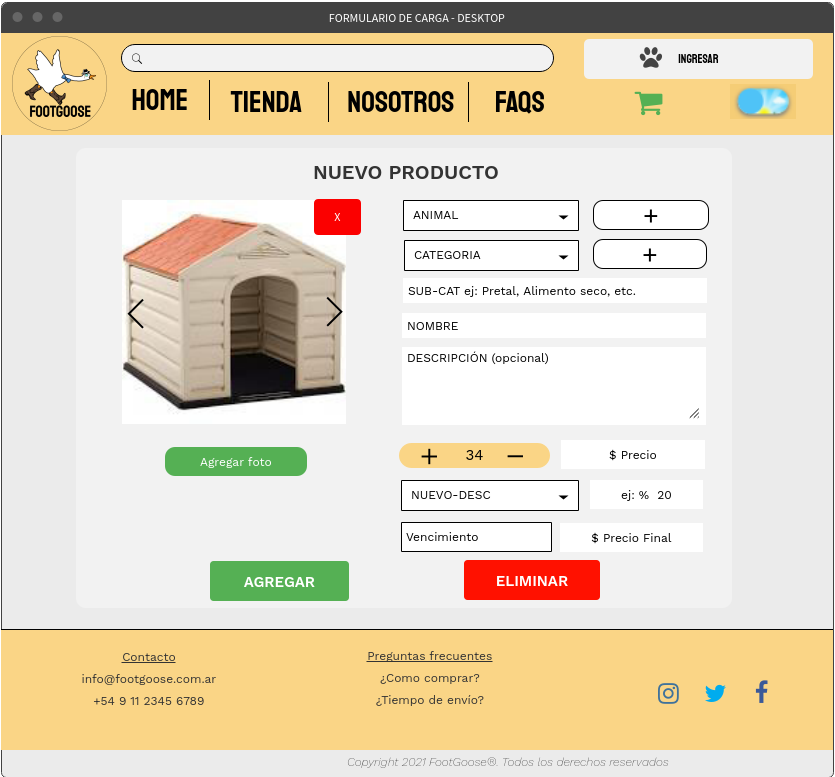 FORMULARIO DE CARGA - DESKTOP
INGRESAR
FOOTGOOSE
HOME
TIENDA
NOSOTROS
FAQS
NUEVO PRODUCTO
X
ANIMAL
+
CATEGORIA
+
SUB-CAT ej: Pretal, Alimento seco, etc.
NOMBRE
DESCRIPCIÓN (opcional)
+ 34 —
$ Precio
Agregar foto
NUEVO-DESC
ej: % 20
Vencimiento
$ Precio Final
AGREGAR
ELIMINAR
Contacto
info@footgoose.com.ar
+54 9 11 2345 6789
Preguntas frecuentes
¿Como comprar?
¿Tiempo de envío?
Copyright 2021 FootGoose®. Todos los derechos reservados